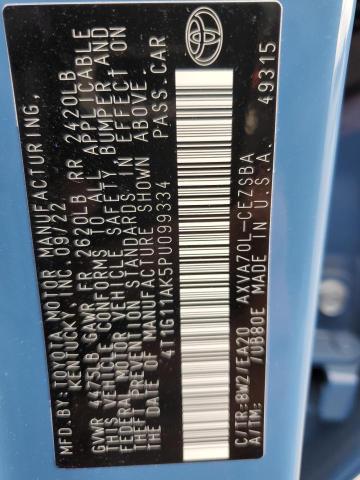 MFD. BY: TOYOTA MOTOR MANUFACTURING,
KENTUCKY, INC. 09/22
GVWR 4475LB GAWR FR 2620LB RR 2420LB
THIS VEHICLE CONFORMS TO ALL APPLICABLE
FEDERAL MOTOR VEHICLE SAFETY, BUMPER, AND
THEFT PREVENTION STANDARDS IN EFFECT ON
THE DATE OF MANUFACTURE SHOWN ABOVE.
4T1G11AK5PU099334 PASS.CAR
C/TR:8W2/EA20 AXVA70L-CEZSBA
A/TM: /UB80E MADE IN U.S.A. 49315
TOYOTA